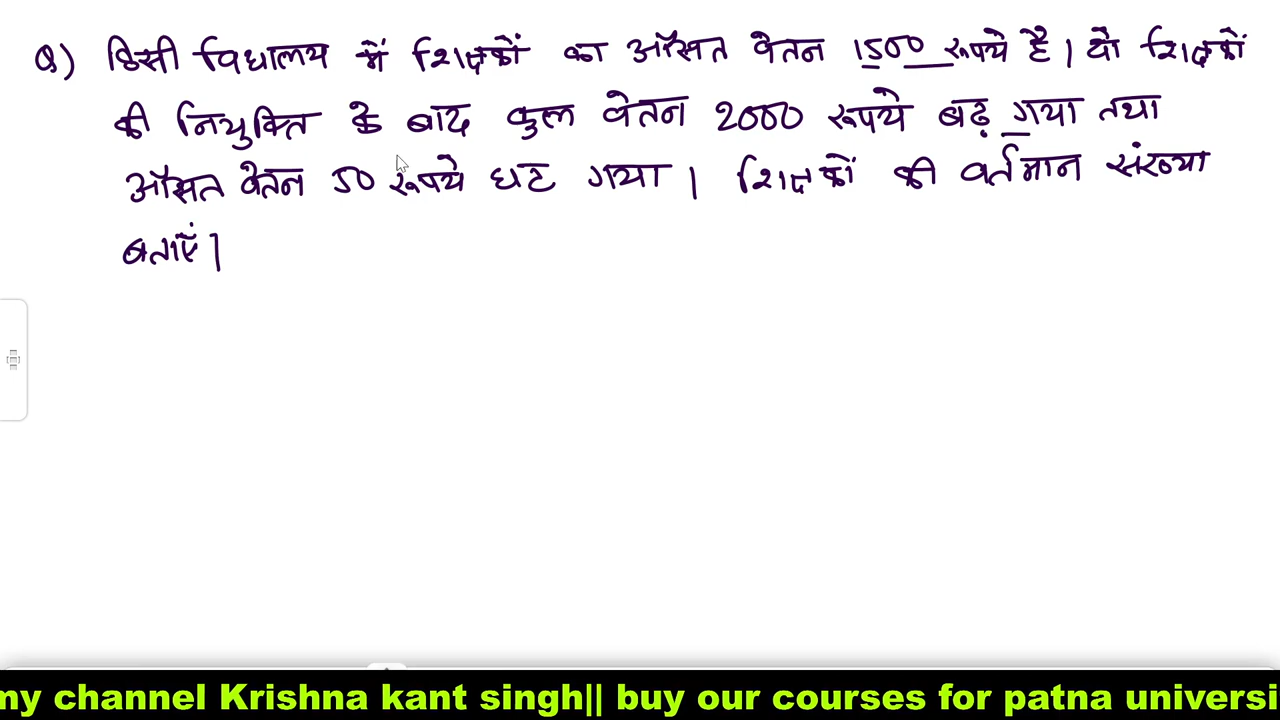 Q) किसी विद्यालय में शिक्षकों का औसत वेतन 1500 रूपये है। दो शिक्षकों
की नियुक्ति के बाद कुल वेतन 2000 रूपये बढ़ गया तथा
औसत वेतन 50 रूपये घट गया। शिक्षकों की वर्तमान संख्या
बताएँ।
my channel Krishna kant singh|| buy our courses for patna universi